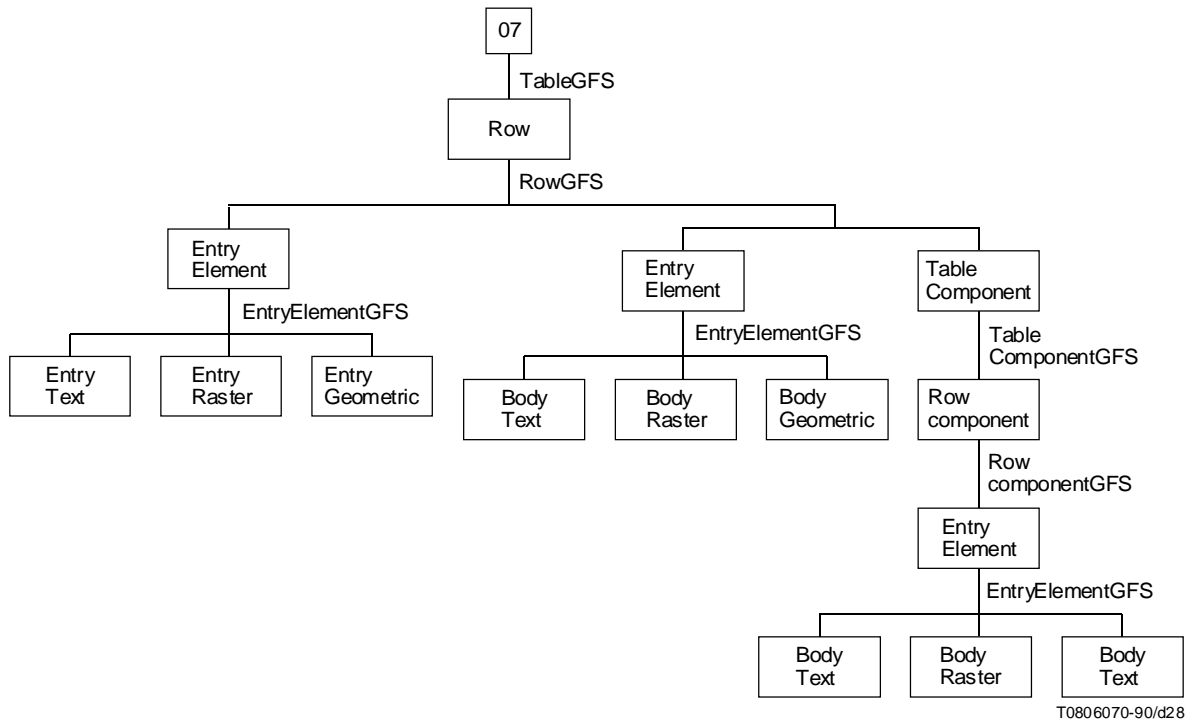 07
TableGFS
Row
RowGFS
Entry
Element
EntryElementGFS
Entry
Text
Entry
Raster
Entry
Geometric
Entry
Element
EntryElementGFS
Body
Text
Body
Raster
Body
Geometric
Table
Component
Table
ComponentGFS
Row
component
Row
componentGFS
Entry
Element
EntryElementGFS
Body
Text
Body
Raster
Body
Text
T0806070-90/d28